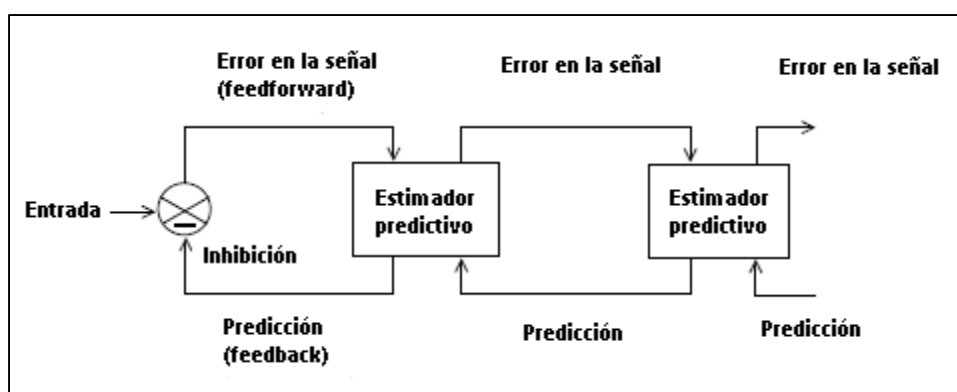 Error en la señal
(feedforward)
Error en la señal
Error en la señal
Entrada
Estimador
predictivo
Estimador
predictivo
Inhibición
Predicción
(feedback)
Predicción
Predicción